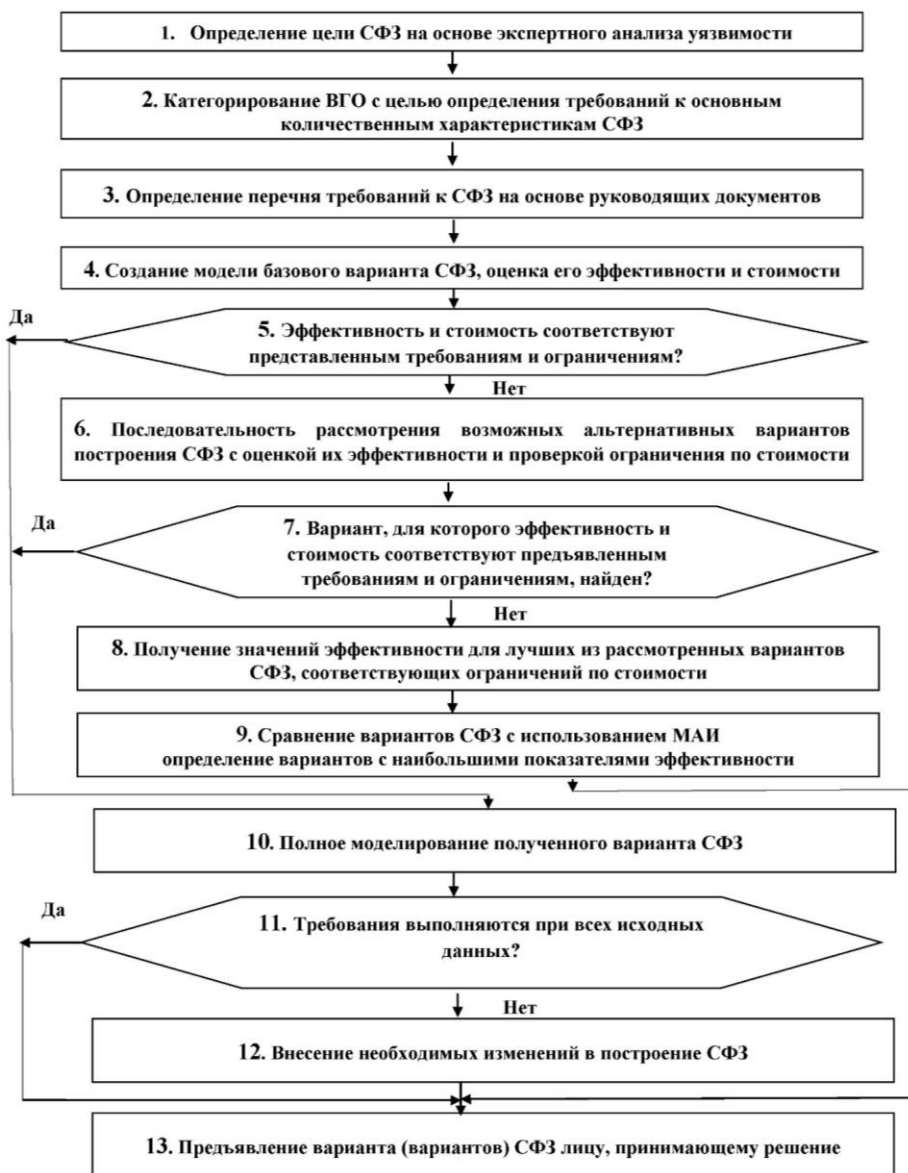 1. Определение цели СФЗ на основе экспертного анализа уязвимости
2. Категорирование ВГО с целью определения требований к основным
количественным характеристикам СФЗ
3. Определение перечня требований к СФЗ на основе руководящих документов
4. Создание модели базового варианта СФЗ, оценка его эффективности и стоимости
Да
5. Эффективность и стоимость соответствуют
представленным требованиям и ограничениям?
Нет
6. Последовательность рассмотрения возможных альтернативных вариантов
построения СФЗ с оценкой их эффективности и проверкой ограничения по стоимости
Да
7. Вариант, для которого эффективность и
стоимость соответствуют предъявленным
требованиям и ограничениям, найден?
Нет
8. Получение значений эффективности для лучших из рассмотренных вариантов
СФЗ, соответствующих ограничений по стоимости
9. Сравнение вариантов СФЗ с использованием МАИ
определение вариантов с наибольшими показателями эффективности
10. Полное моделирование полученного варианта СФЗ
Да
11. Требования выполняются при всех исходных
данных?
Нет
12. Внесение необходимых изменений в построение СФЗ
13. Предъявление варианта (вариантов) СФЗ лицу, принимающему решение